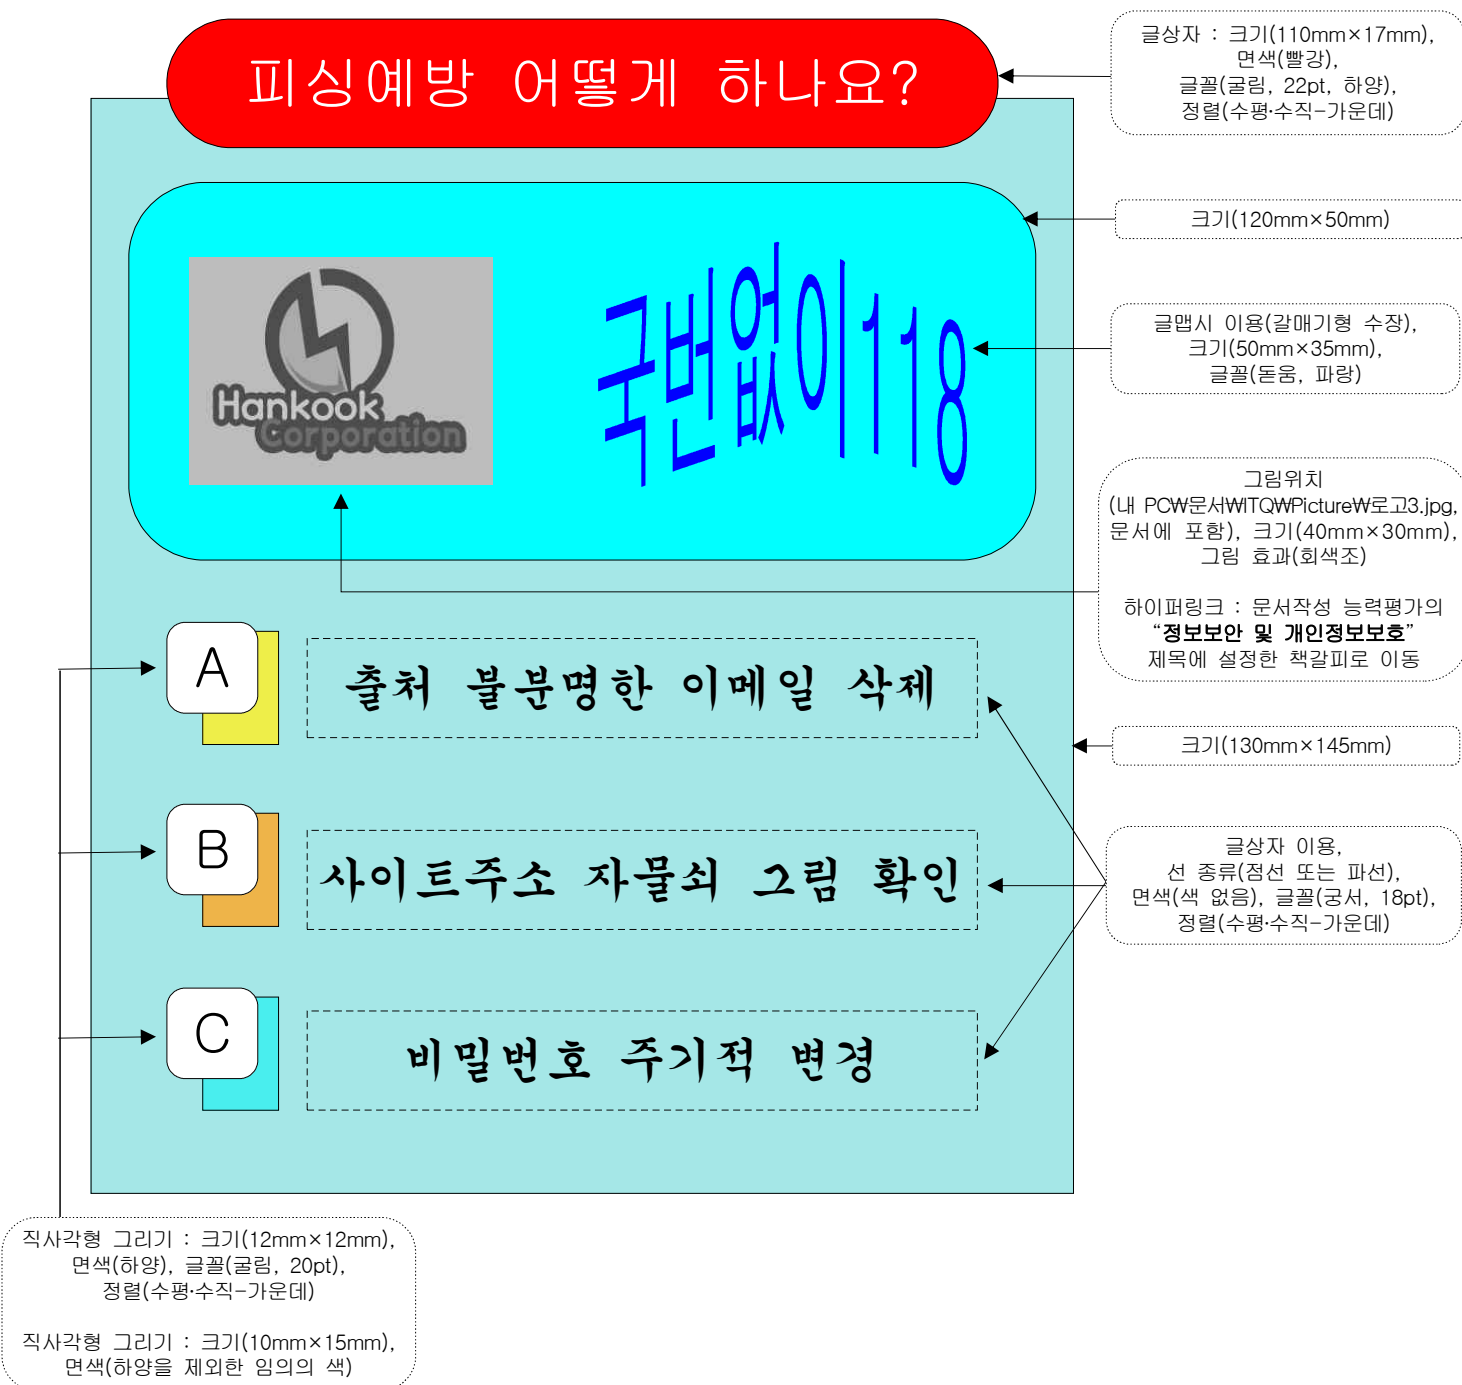 피싱예방 어떻게 하나요?
글상자 : 크기(110mm×17mm),
면색(빨강),
글꼴(굴림, 22pt, 하양),
정렬(수평·수직-가운데)
크기(120mm×50mm)
Hankook
Corporation
국번없이118
글맵시 이용(갈매기형 수장),
크기(50mm×35mm),
글꼴(돋움, 파랑)
그림위치
(내 PC₩문서₩ITQ₩Picture₩로고3.jpg,
문서에 포함), 크기(40mm×30mm),
그림 효과(회색조)
하이퍼링크 : 문서작성 능력평가의
“정보보안 및 개인정보보호”
제목에 설정한 책갈피로 이동
A
출처 불분명한 이메일 삭제
크기(130mm×145mm)
B
사이트주소 자물쇠 그림 확인
글상자 이용,
선 종류(점선 또는 파선),
면색(색 없음), 글꼴(궁서, 18pt),
정렬(수평·수직-가운데)
C
비밀번호 주기적 변경
직사각형 그리기 : 크기(12mm×12mm),
면색(하양), 글꼴(굴림, 20pt),
정렬(수평·수직-가운데)
직사각형 그리기 : 크기(10mm×15mm),
면색(하양을 제외한 임의의 색)